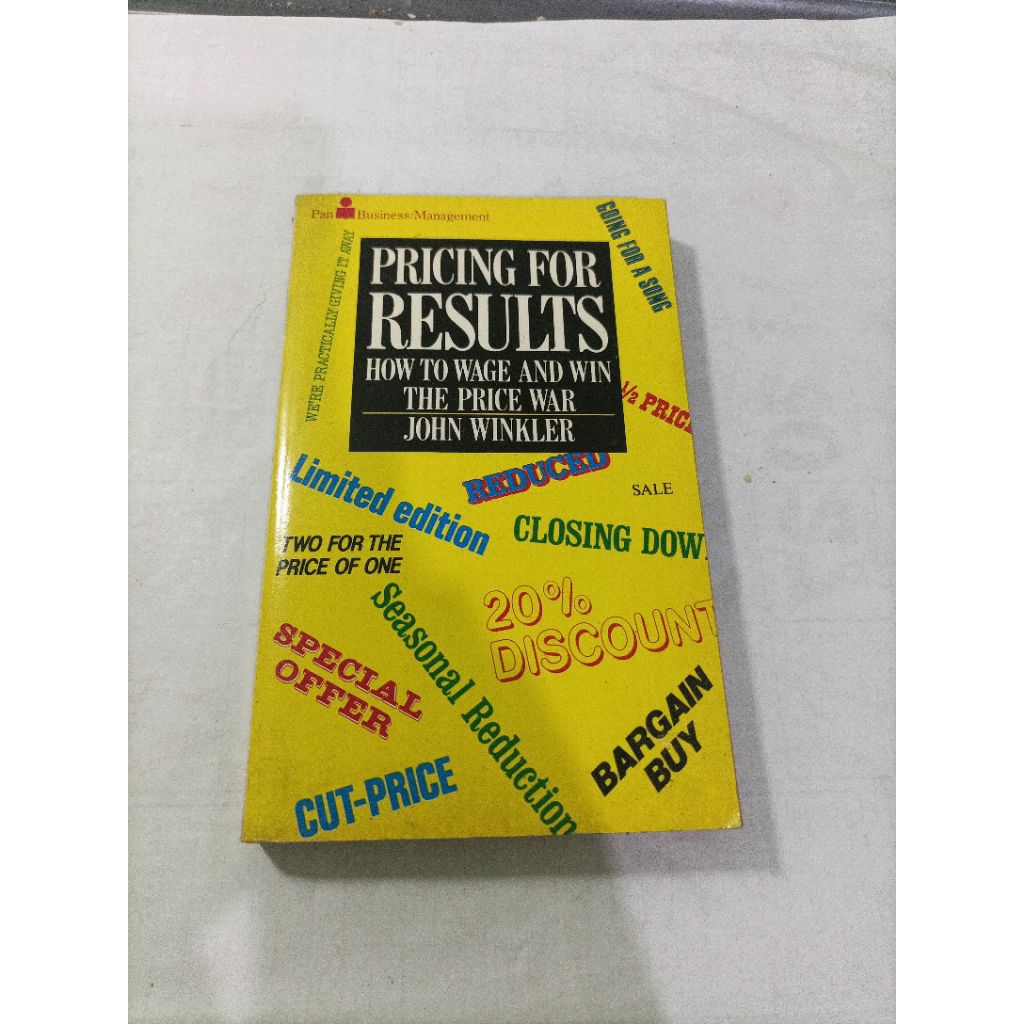 Pan Business/Management
GOING FOR A SONG
WE'RE PRACTICALLY GIVING IT AWAY
PRICING FOR
RESULTS
HOW TO WAGE AND WIN
THE PRICE WAR
JOHN WINKLER
½ PRIC
REDUCED
SALE
Limited edition
CLOSING DOW
TWO FOR THE
PRICE OF ONE
20%
DISCOUNT
Seasonal Reduction
SPECIAL
OFFER
BARGAIN
BUY
CUT-PRICE